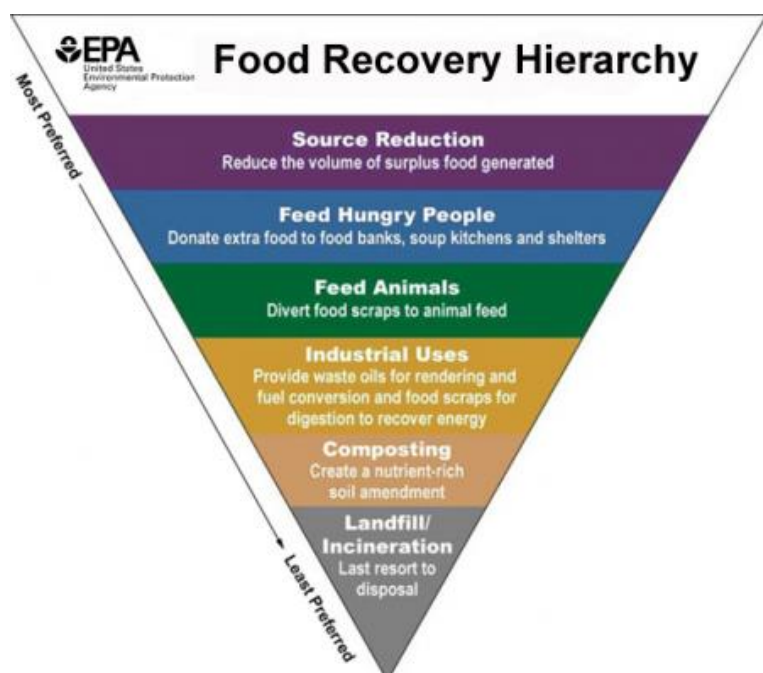 EPA
United States
Environmental Protection
Agency
Food Recovery Hierarchy
Most Preferred
Source Reduction
Reduce the volume of surplus food generated
Feed Hungry People
Donate extra food to food banks, soup kitchens and shelters
Feed Animals
Divert food scraps to animal feed
Industrial Uses
Provide waste oils for rendering and
fuel conversion and food scraps for
digestion to recover energy
Composting
Create a nutrient-rich
soil amendment
Landfill/
Incineration
Last resort to
disposal
Least Preferred